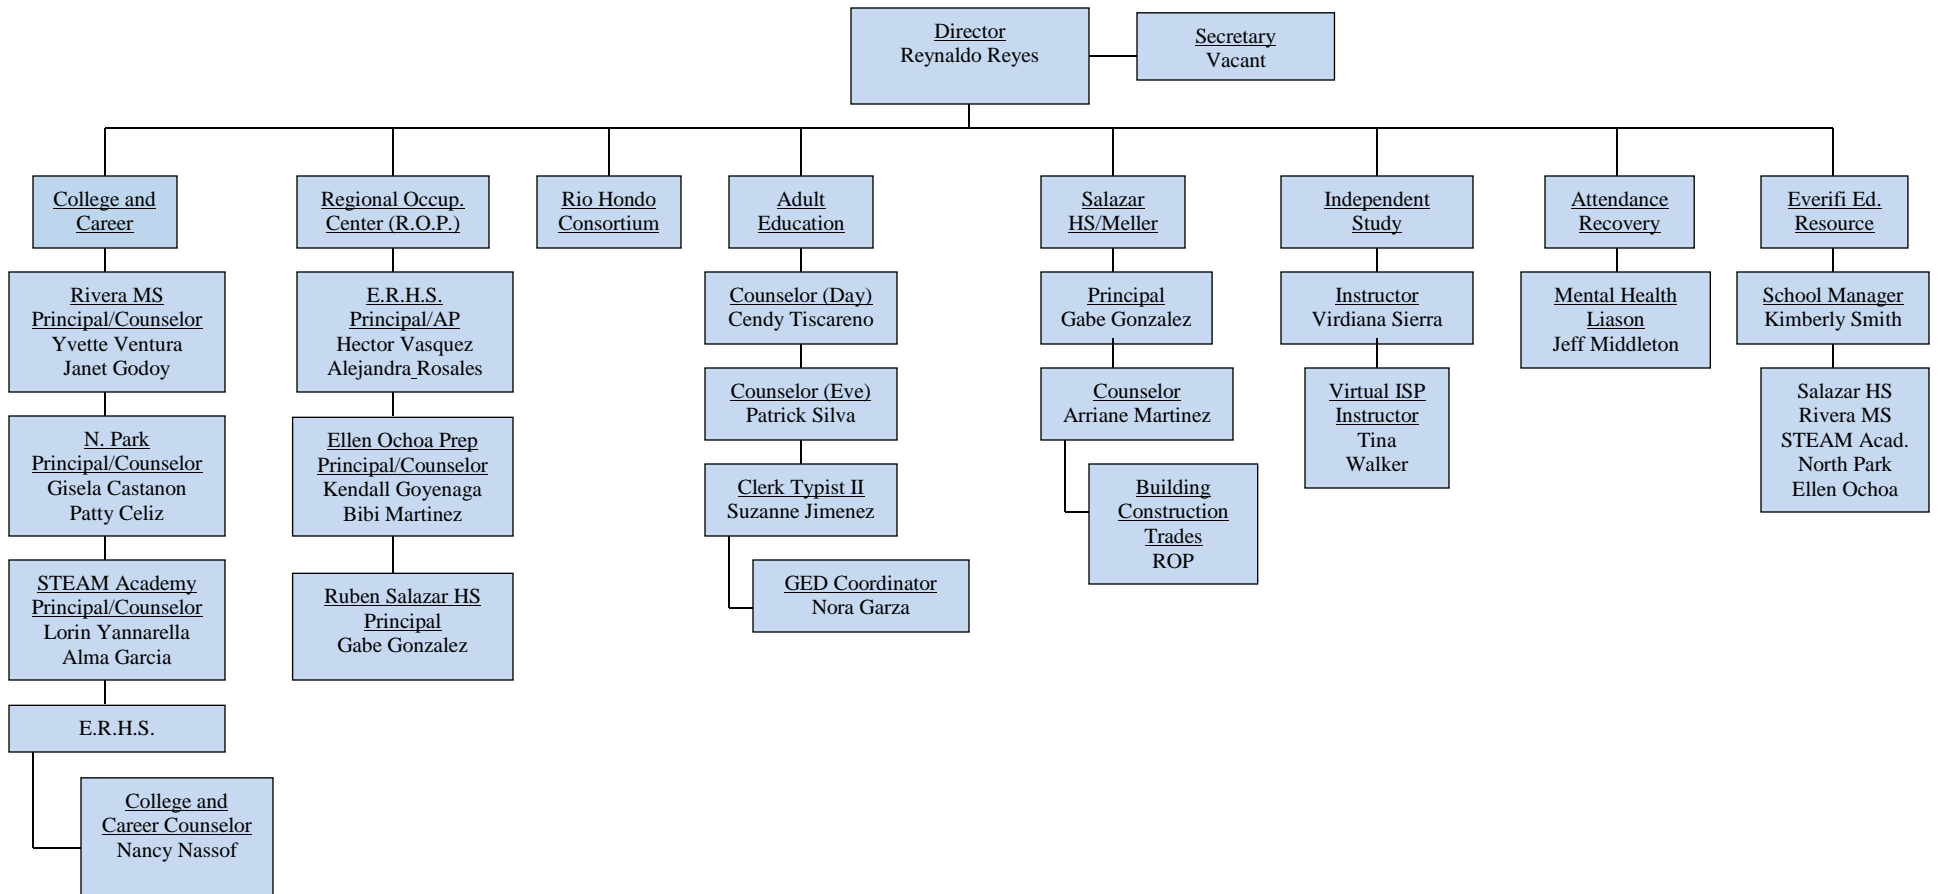 Director
Reynaldo Reyes
Secretary
Vacant
College and
Career
Rivera MS
Principal/Counselor
Yvette Ventura
Janet Godoy
N. Park
Principal/Counselor
Gisela Castanon
Patty Celiz
STEAM Academy
Principal/Counselor
Lorin Yannarella
Alma Garcia
E.R.H.S.
College and
Career Counselor
Nancy Nassof
Regional Occup.
Center (R.O.P.)
E.R.H.S.
Principal/AP
Hector Vasquez
Alejandra Rosales
Ellen Ochoa Prep
Principal/Counselor
Kendall Goyenaga
Bibi Martinez
Ruben Salazar HS
Principal
Gabe Gonzalez
Rio Hondo
Consortium
Adult
Education
Counselor (Day)
Cendy Tiscareno
Counselor (Eve)
Patrick Silva
Clerk Typist II
Suzanne Jimenez
GED Coordinator
Nora Garza
Salazar
HS/Meller
Principal
Gabe Gonzalez
Counselor
Arriane Martinez
Building
Construction
Trades
ROP
Independent
Study
Instructor
Virdiana Sierra
Virtual ISP
Instructor
Tina
Walker
Attendance
Recovery
Mental Health
Liason
Jeff Middleton
Everifi Ed.
Resource
School Manager
Kimberly Smith
Salazar HS
Rivera MS
STEAM Acad.
North Park
Ellen Ochoa